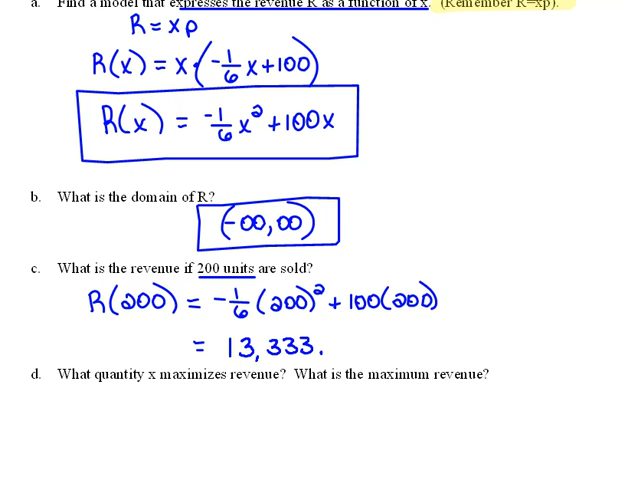 a. Find a model that expresses the revenue R as a function of x. (Remember R=xp).
R = xp
R(x) = x·(-1/6 x + 100)
R(x) = -1/6 x² + 100x
b. What is the domain of R?
(-∞, ∞)
c. What is the revenue if 200 units are sold?
R(200) = -1/6 (200)² + 100(200)
= 13,333.
d. What quantity x maximizes revenue? What is the maximum revenue?